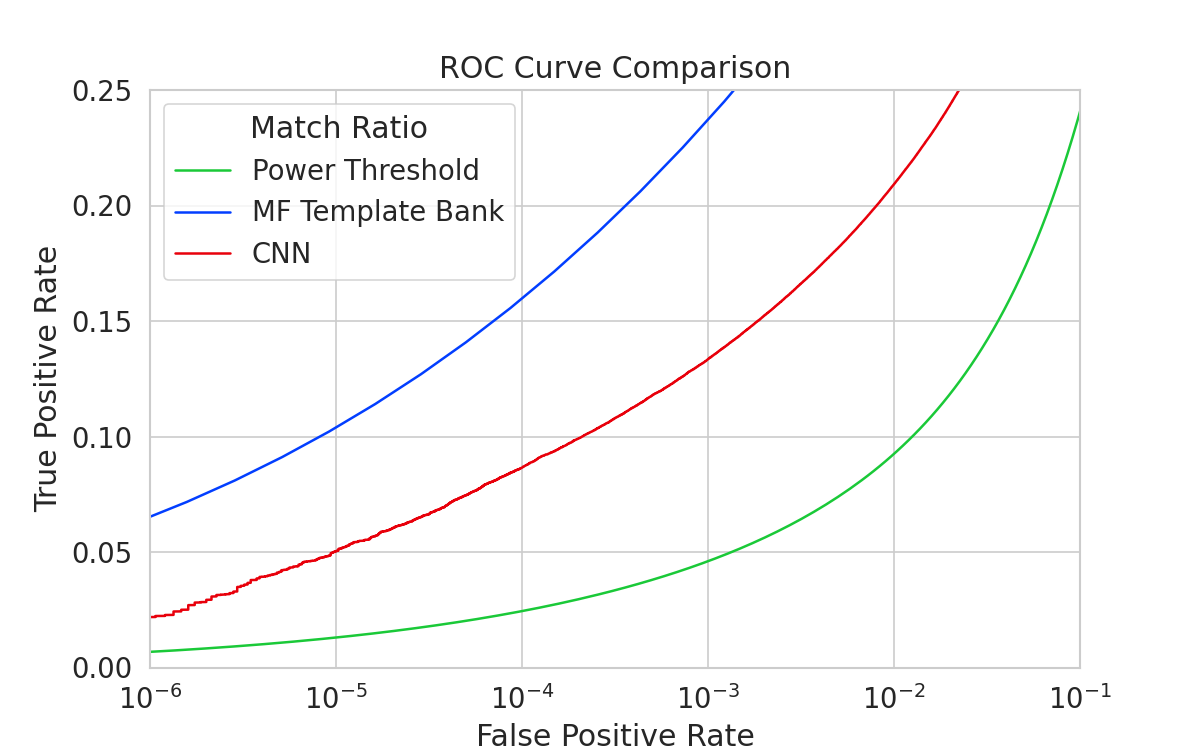 ROC Curve Comparison
True Positive Rate
0.25
0.20
0.15
0.10
0.05
0.00
Match Ratio
Power Threshold
MF Template Bank
CNN
10⁻⁶ 10⁻⁵ 10⁻⁴ 10⁻³ 10⁻² 10⁻¹
False Positive Rate